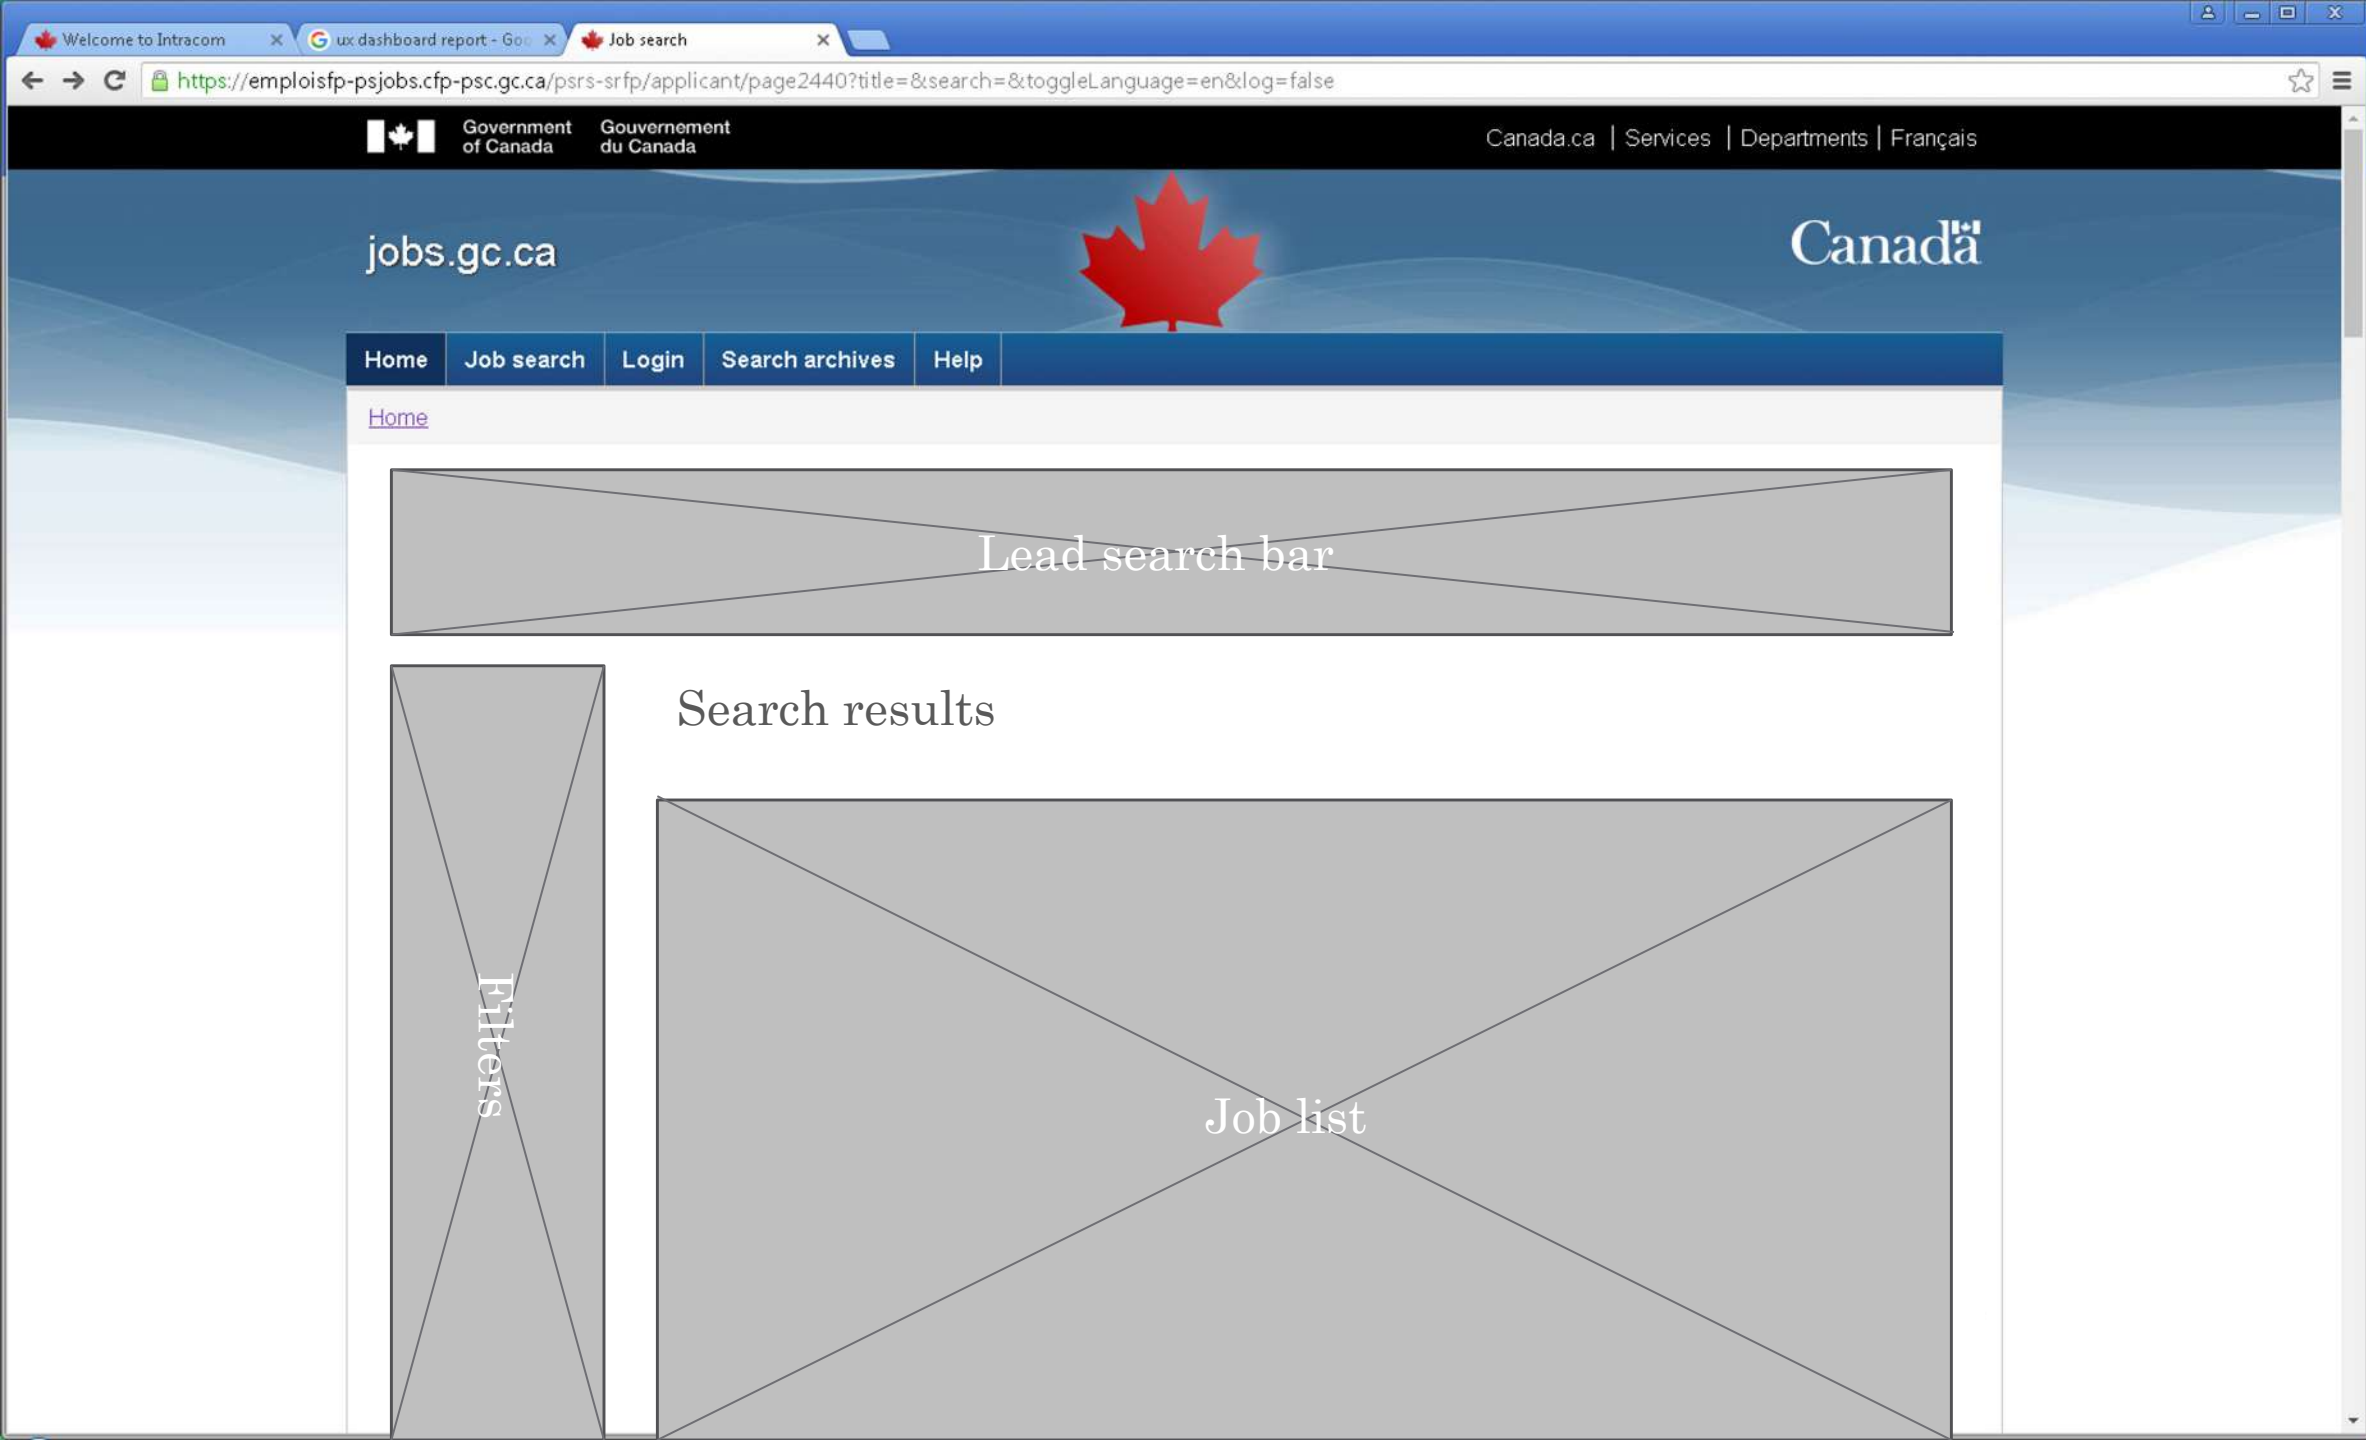 Welcome to Intracom
ux dashboard report - Goo
Job search
https://emploisfp-psjobs.cfp-psc.gc.ca/psrs-srfp/applicant/page2440?title=&search=&toggleLanguage=en&log=false
Government of Canada
Gouvernement du Canada
Canada.ca | Services | Departments | Français
jobs.gc.ca
Canada
Home Job search Login Search archives Help
Home
Lead search bar
Search results
Filters
Job list